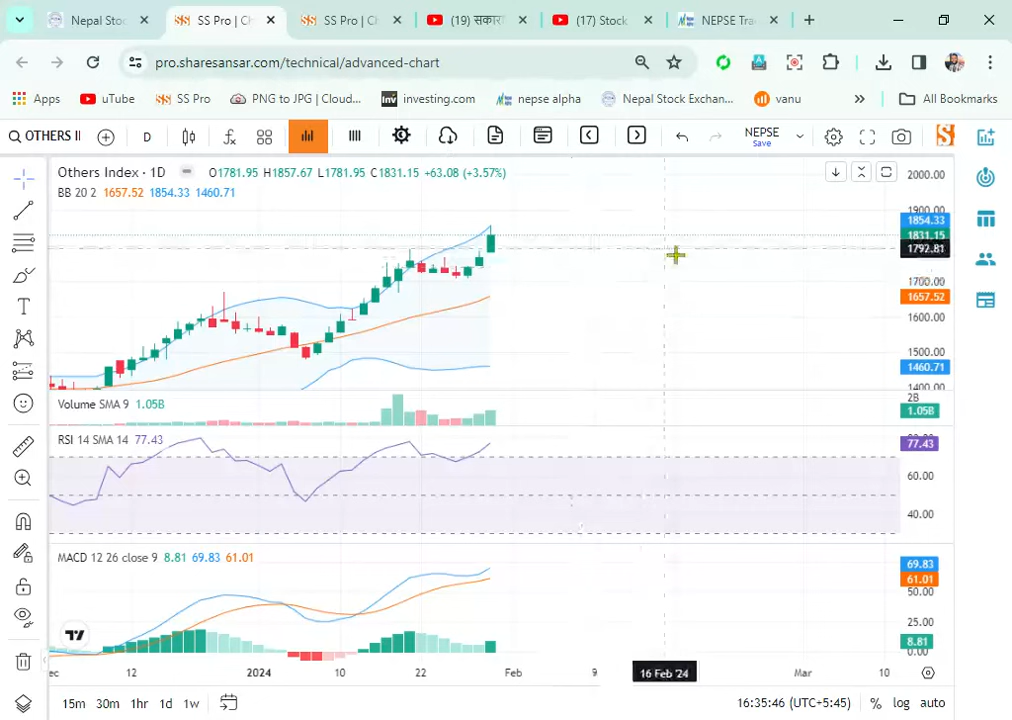 Nepal Stoc
SS Pro | Ch
SS Pro | Ch
(19) सकार
(17) Stock
NEPSE Tra
pro.sharesansar.com/technical/advanced-chart
Apps
uTube
SS Pro
PNG to JPG | Cloud...
Inv investing.com
nepse alpha
Nepal Stock Exchan...
vanu
All Bookmarks
OTHERS II
D
NEPSE
Save
Others Index · 1D
O1781.95 H1857.67 L1781.95 C1831.15 +63.08 (+3.57%)
BB 20 2 1657.52 1854.33 1460.71
2000.00
1900.00
1854.33
1831.15
1792.81
1700.00
1657.52
1600.00
1500.00
1460.71
1400.00
Volume SMA 9 1.05B
2B
1.05B
RSI 14 SMA 14 77.43
77.43
60.00
40.00
MACD 12 26 close 9 8.81 69.83 61.01
69.83
61.01
50.00
25.00
8.81
0.00
ec
12
2024
10
22
Feb
9
16 Feb '24
Mar
10
15m 30m 1hr 1d 1w
16:35:46 (UTC+5:45) % log auto